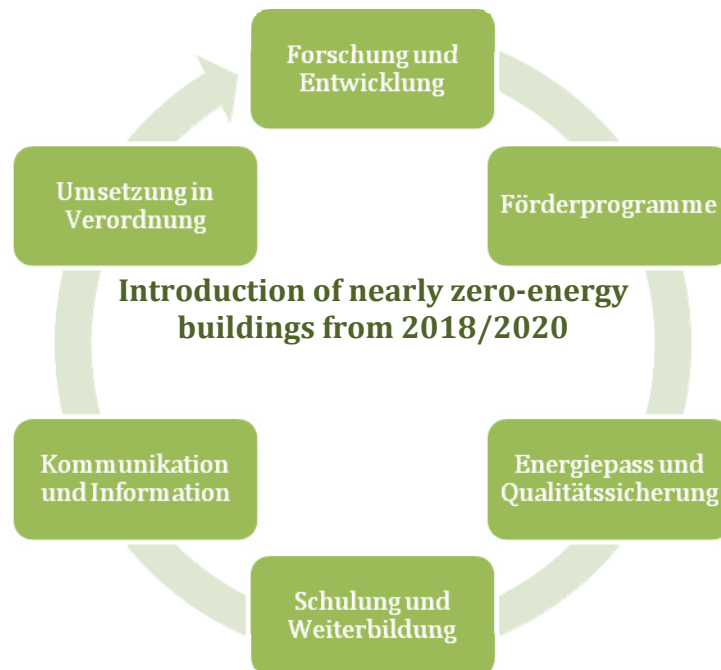 Forschung und
Entwicklung
Förderprogramme
Energiepass und
Qualitätssicherung
Schulung und
Weiterbildung
Kommunikation
und Information
Umsetzung in
Verordnung
Introduction of nearly zero-energy
buildings from 2018/2020